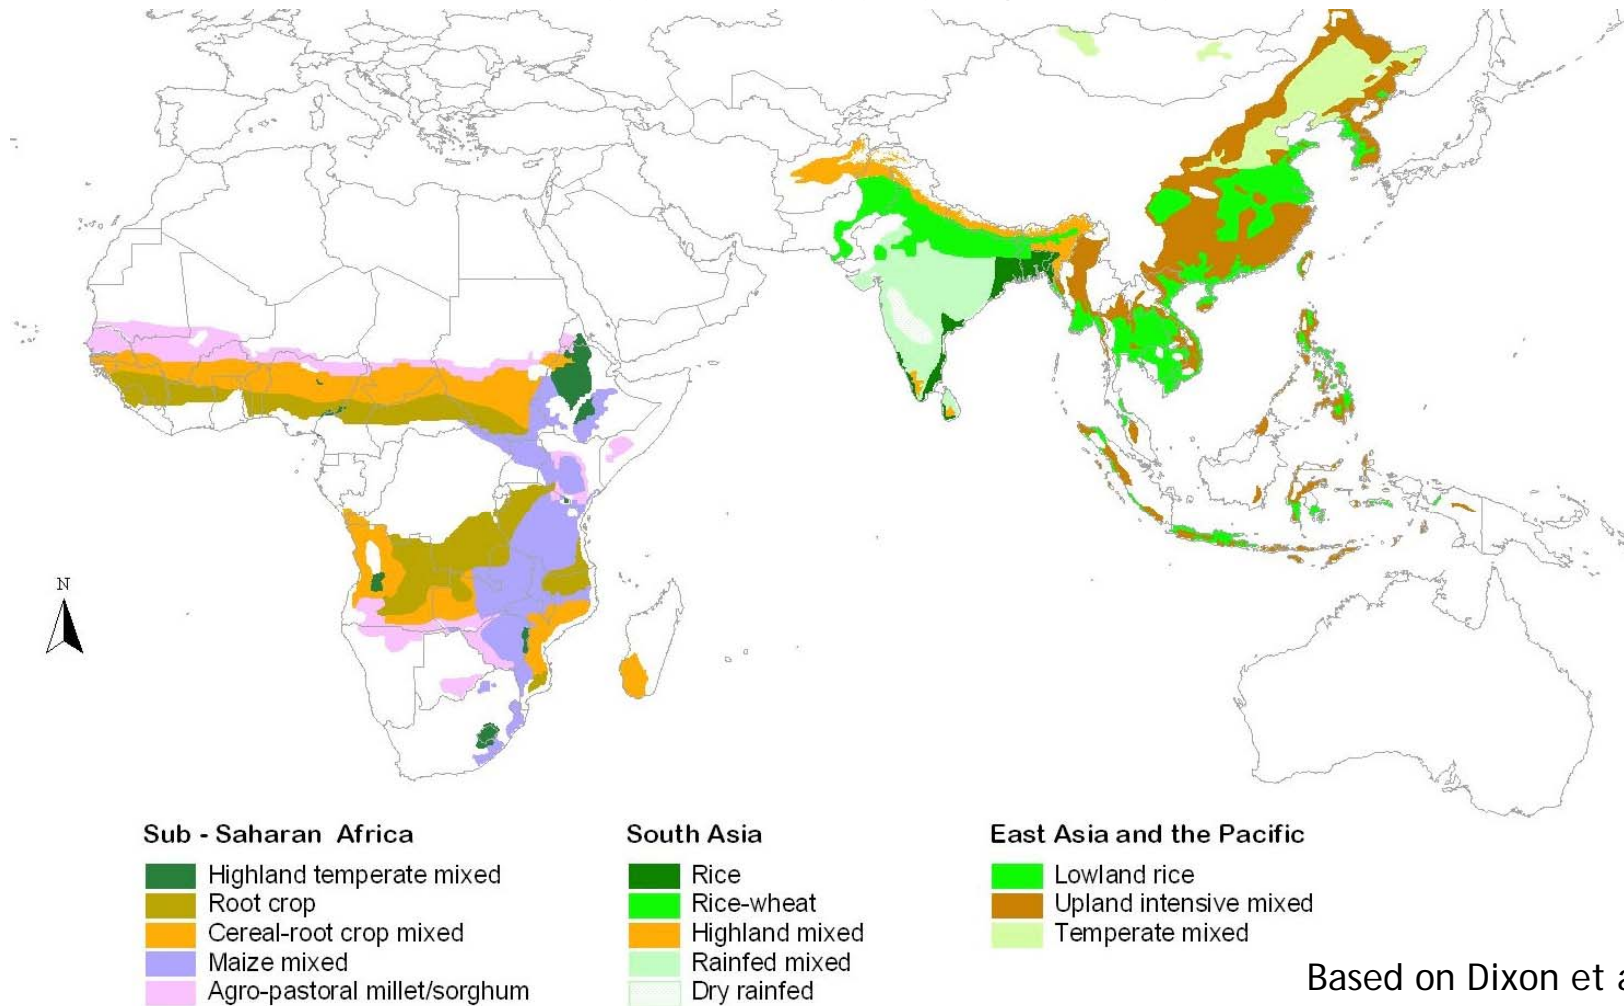 N
Sub - Saharan Africa
Highland temperate mixed
Root crop
Cereal-root crop mixed
Maize mixed
Agro-pastoral millet/sorghum
South Asia
Rice
Rice-wheat
Highland mixed
Rainfed mixed
Dry rainfed
East Asia and the Pacific
Lowland rice
Upland intensive mixed
Temperate mixed
Based on Dixon et a